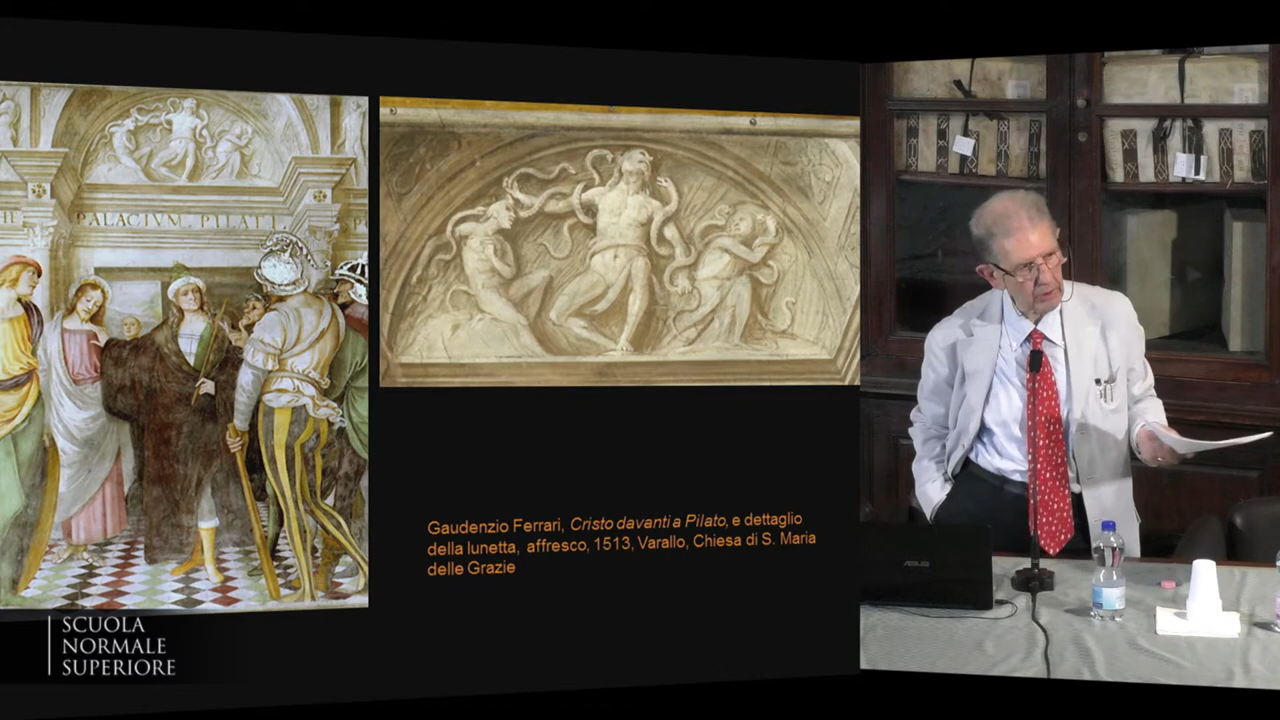 PALACIVM PILATI
Gaudenzio Ferrari, Cristo davanti a Pilato, e dettaglio
della lunetta, affresco, 1513, Varallo, Chiesa di S. Maria
delle Grazie
SCUOLA
NORMALE
SUPERIORE
ASUS